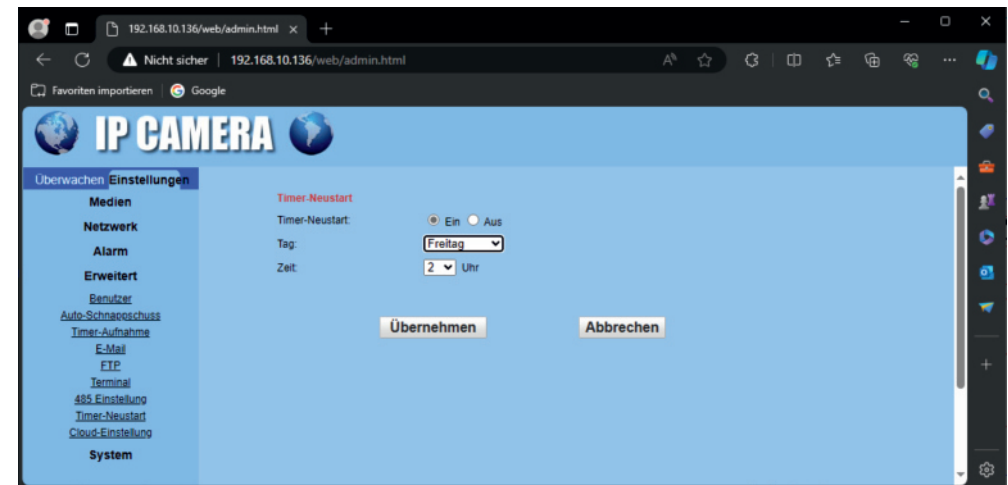 192.168.10.136/web/admin.html
Nicht sicher 192.168.10.136/web/admin.html
Favoriten importieren Google
IP CAMERA
Überwachen Einstellungen
Medien
Netzwerk
Alarm
Erweitert
Benutzer
Auto-Schnappschuss
Timer-Aufnahme
E-Mail
FTP
Terminal
485 Einstellung
Timer-Neustart
Cloud-Einstellung
System
Timer-Neustart
Timer-Neustart: Ein Aus
Tag: Freitag
Zeit: 2 Uhr
Übernehmen Abbrechen